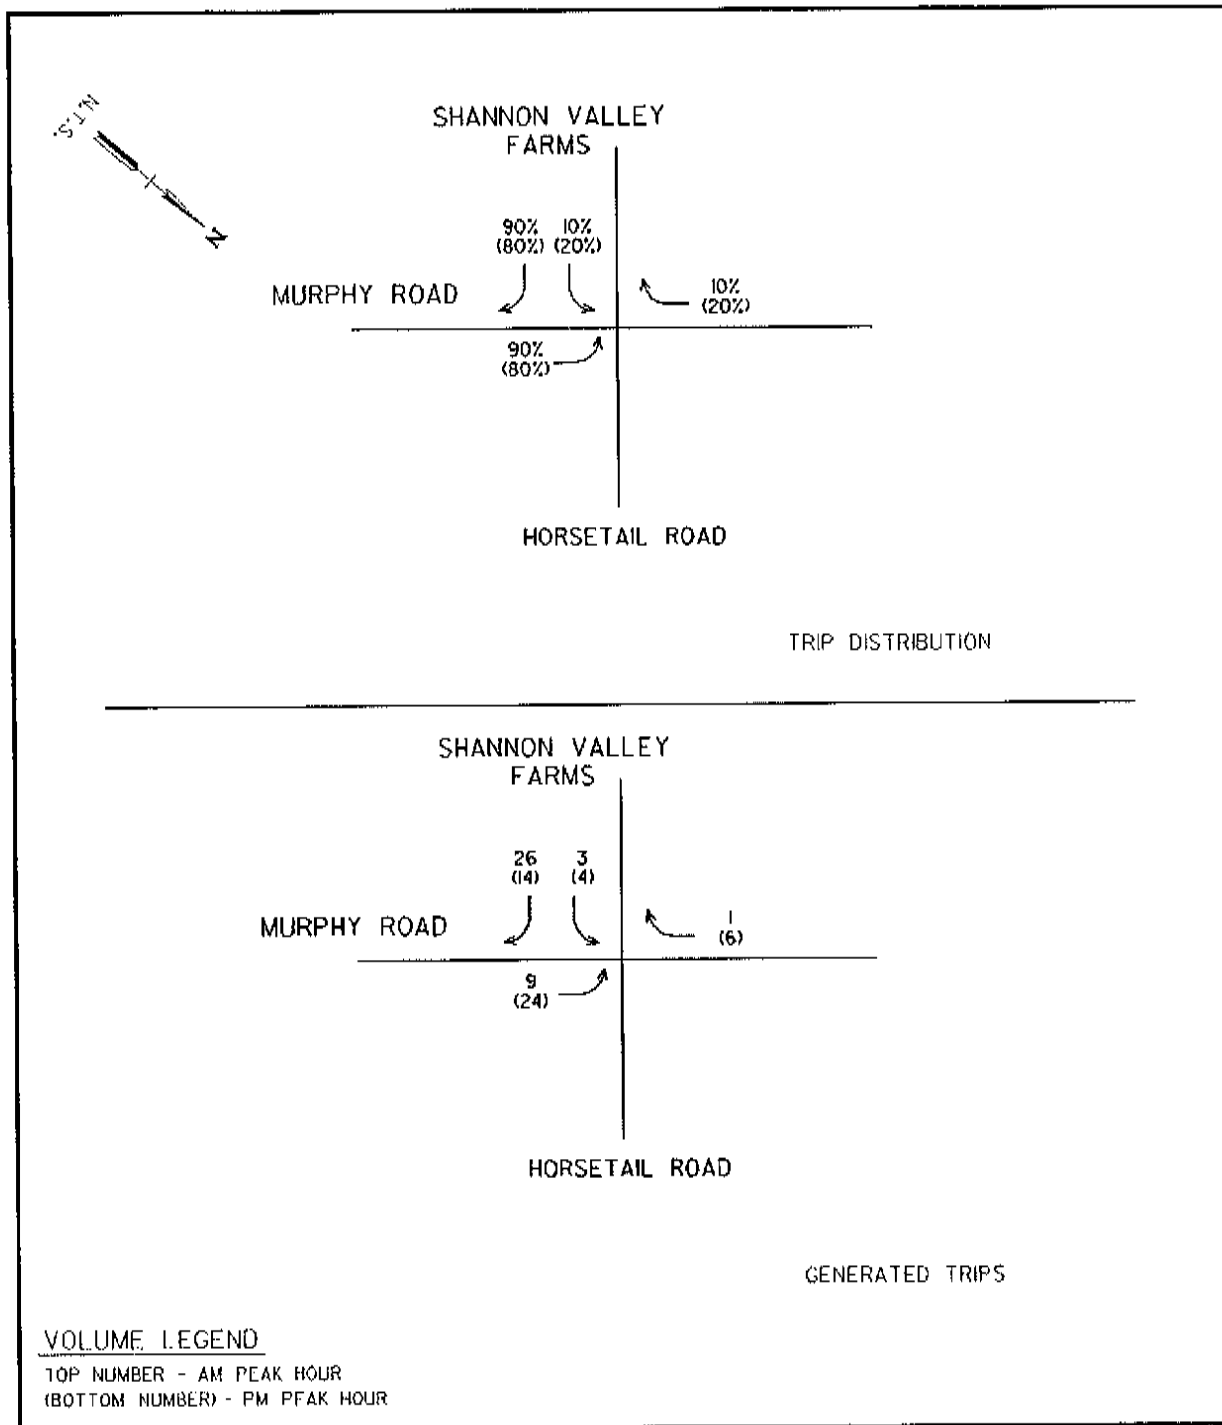 N.T.S.
N
SHANNON VALLEY
FARMS
90% 10%
(80%) (20%)
10%
(20%)
MURPHY ROAD
90%
(80%)
HORSETAIL ROAD
TRIP DISTRIBUTION
SHANNON VALLEY
FARMS
26 3
(14) (4)
1
(6)
MURPHY ROAD
9
(24)
HORSETAIL ROAD
GENERATED TRIPS
VOLUME LEGEND
TOP NUMBER - AM PEAK HOUR
(BOTTOM NUMBER) - PM PEAK HOUR